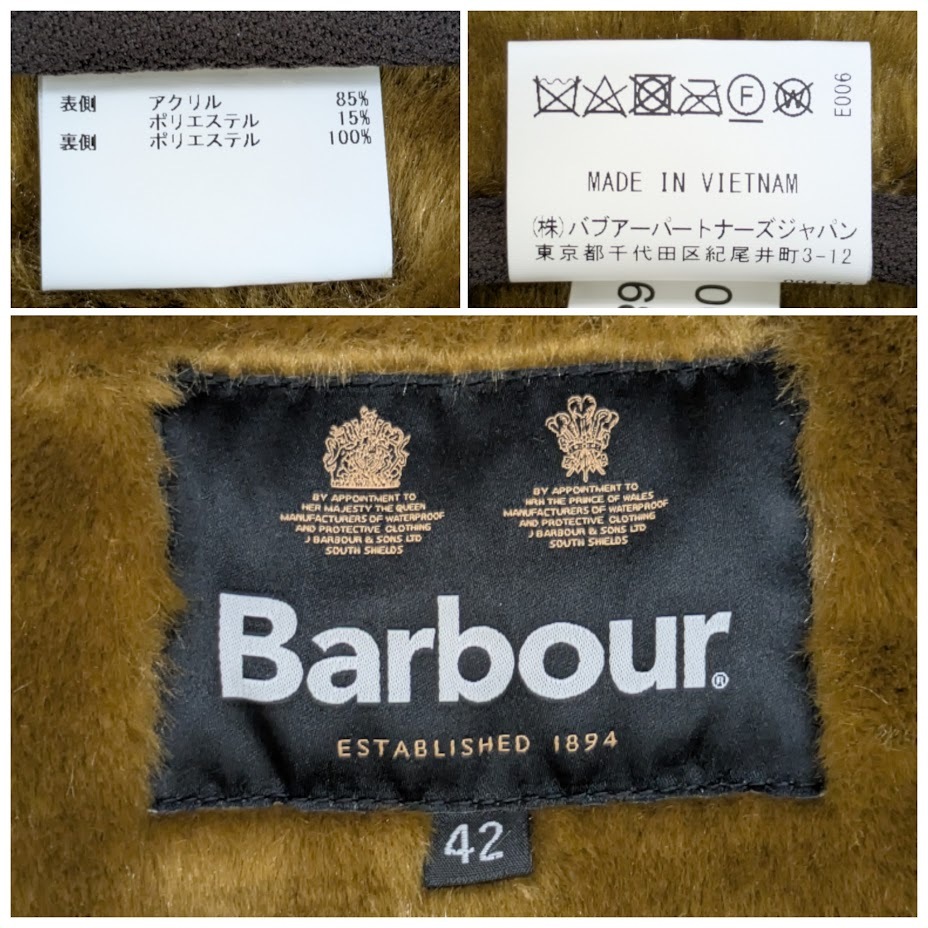 表側 アクリル 85%
ポリエステル 15%
裏側 ポリエステル 100%
F W
E006
MADE IN VIETNAM
(株)バブアーパートナーズジャパン
東京都千代田区紀尾井町3-12
BY APPOINTMENT TO
HER MAJESTY THE QUEEN
MANUFACTURERS OF WATERPROOF
AND PROTECTIVE CLOTHING
J BARBOUR & SONS LTD
SOUTH SHIELDS
BY APPOINTMENT TO
HRH THE PRINCE OF WALES
MANUFACTURERS OF WATERPROOF
AND PROTECTIVE CLOTHING
J BARBOUR & SONS LTD
SOUTH SHIELDS
Barbour®
ESTABLISHED 1894
42